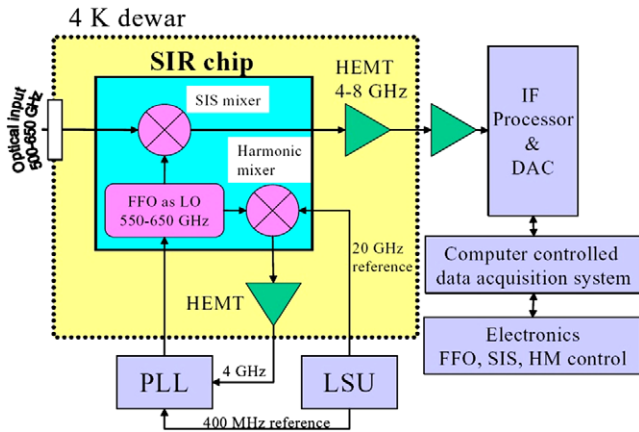 4 K dewar
SIR chip
HEMT
4-8 GHz
SIS mixer
Optical input
500-650 GHz
Harmonic
mixer
FFO as LO
550-650 GHz
20 GHz
reference
HEMT
IF
Processor
&
DAC
Computer controlled
data acquisition system
Electronics
FFO, SIS, HM control
PLL
4 GHz
LSU
400 MHz reference